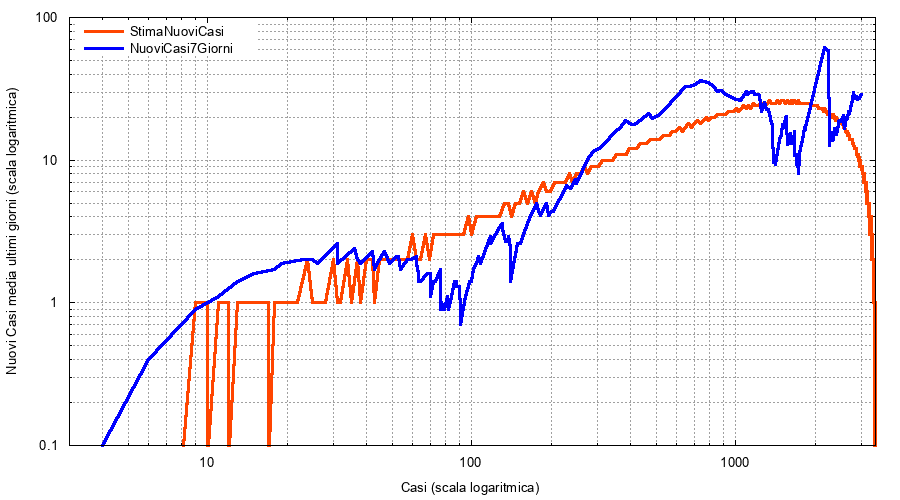 100
StimaNuoviCasi
NuoviCasi7Giorni
10
1
0.1
Nuovi Casi media ultimi giorni (scala logaritmica)
10 100 1000
Casi (scala logaritmica)